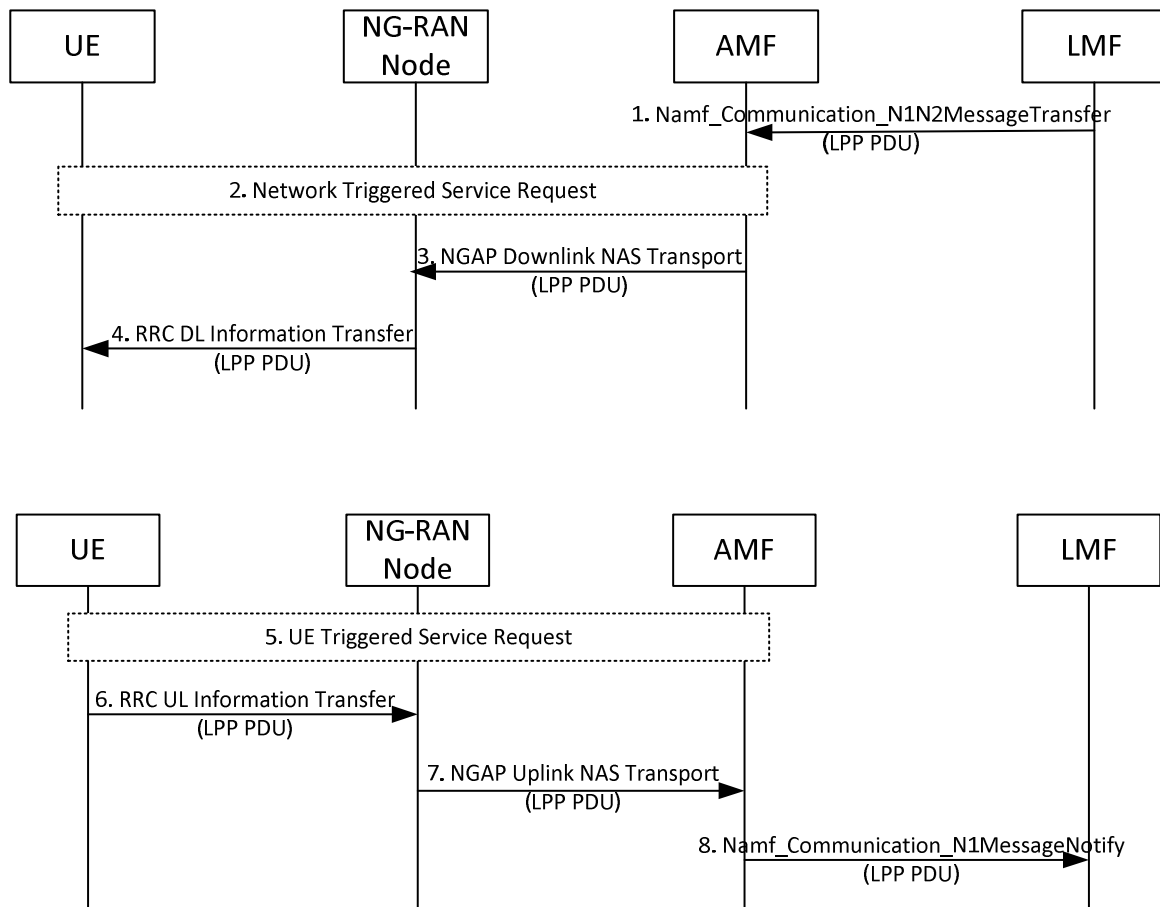 UE
NG-RAN
Node
AMF
LMF
1. Namf_Communication_N1N2MessageTransfer
(LPP PDU)
2. Network Triggered Service Request
3. NGAP Downlink NAS Transport
(LPP PDU)
4. RRC DL Information Transfer
(LPP PDU)
UE
NG-RAN
Node
AMF
LMF
5. UE Triggered Service Request
6. RRC UL Information Transfer
(LPP PDU)
7. NGAP Uplink NAS Transport
(LPP PDU)
8. Namf_Communication_N1MessageNotify
(LPP PDU)